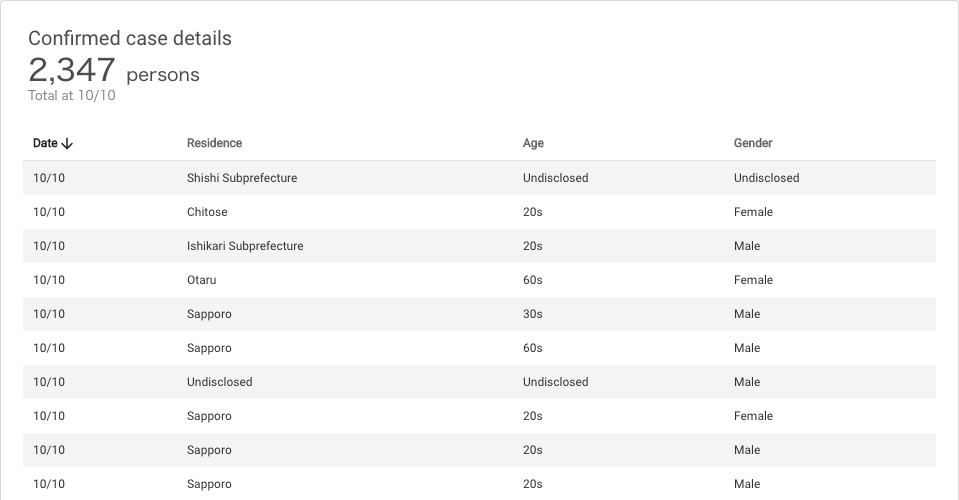 Confirmed case details
2,347 persons
Total at 10/10
Date Residence Age Gender
10/10 Shishi Subprefecture Undisclosed Undisclosed
10/10 Chitose 20s Female
10/10 Ishikari Subprefecture 20s Male
10/10 Otaru 60s Female
10/10 Sapporo 30s Male
10/10 Sapporo 60s Male
10/10 Undisclosed Undisclosed Male
10/10 Sapporo 20s Female
10/10 Sapporo 20s Male
10/10 Sapporo 20s Male